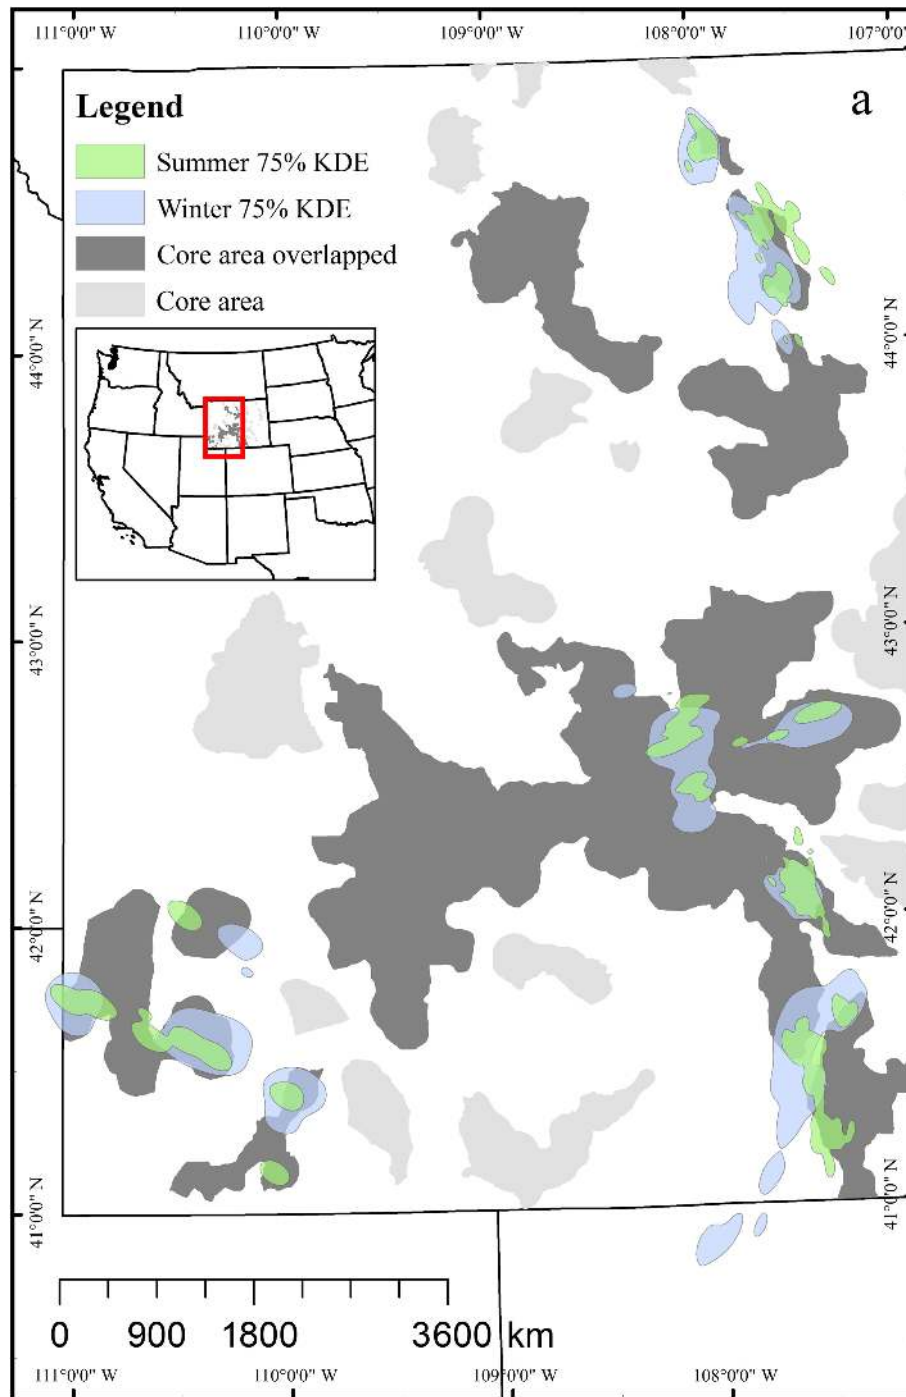 111°0'0" W 110°0'0" W 109°0'0" W 108°0'0" W 107°0'0" W
a
Legend
Summer 75% KDE
Winter 75% KDE
Core area overlapped
Core area
44°0'0" N 44°0'0" N
43°0'0" N 43°0'0" N
42°0'0" N 42°0'0" N
41°0'0" N 41°0'0" N
0 900 1800 3600 km
111°0'0" W 110°0'0" W 109°0'0" W 108°0'0" W